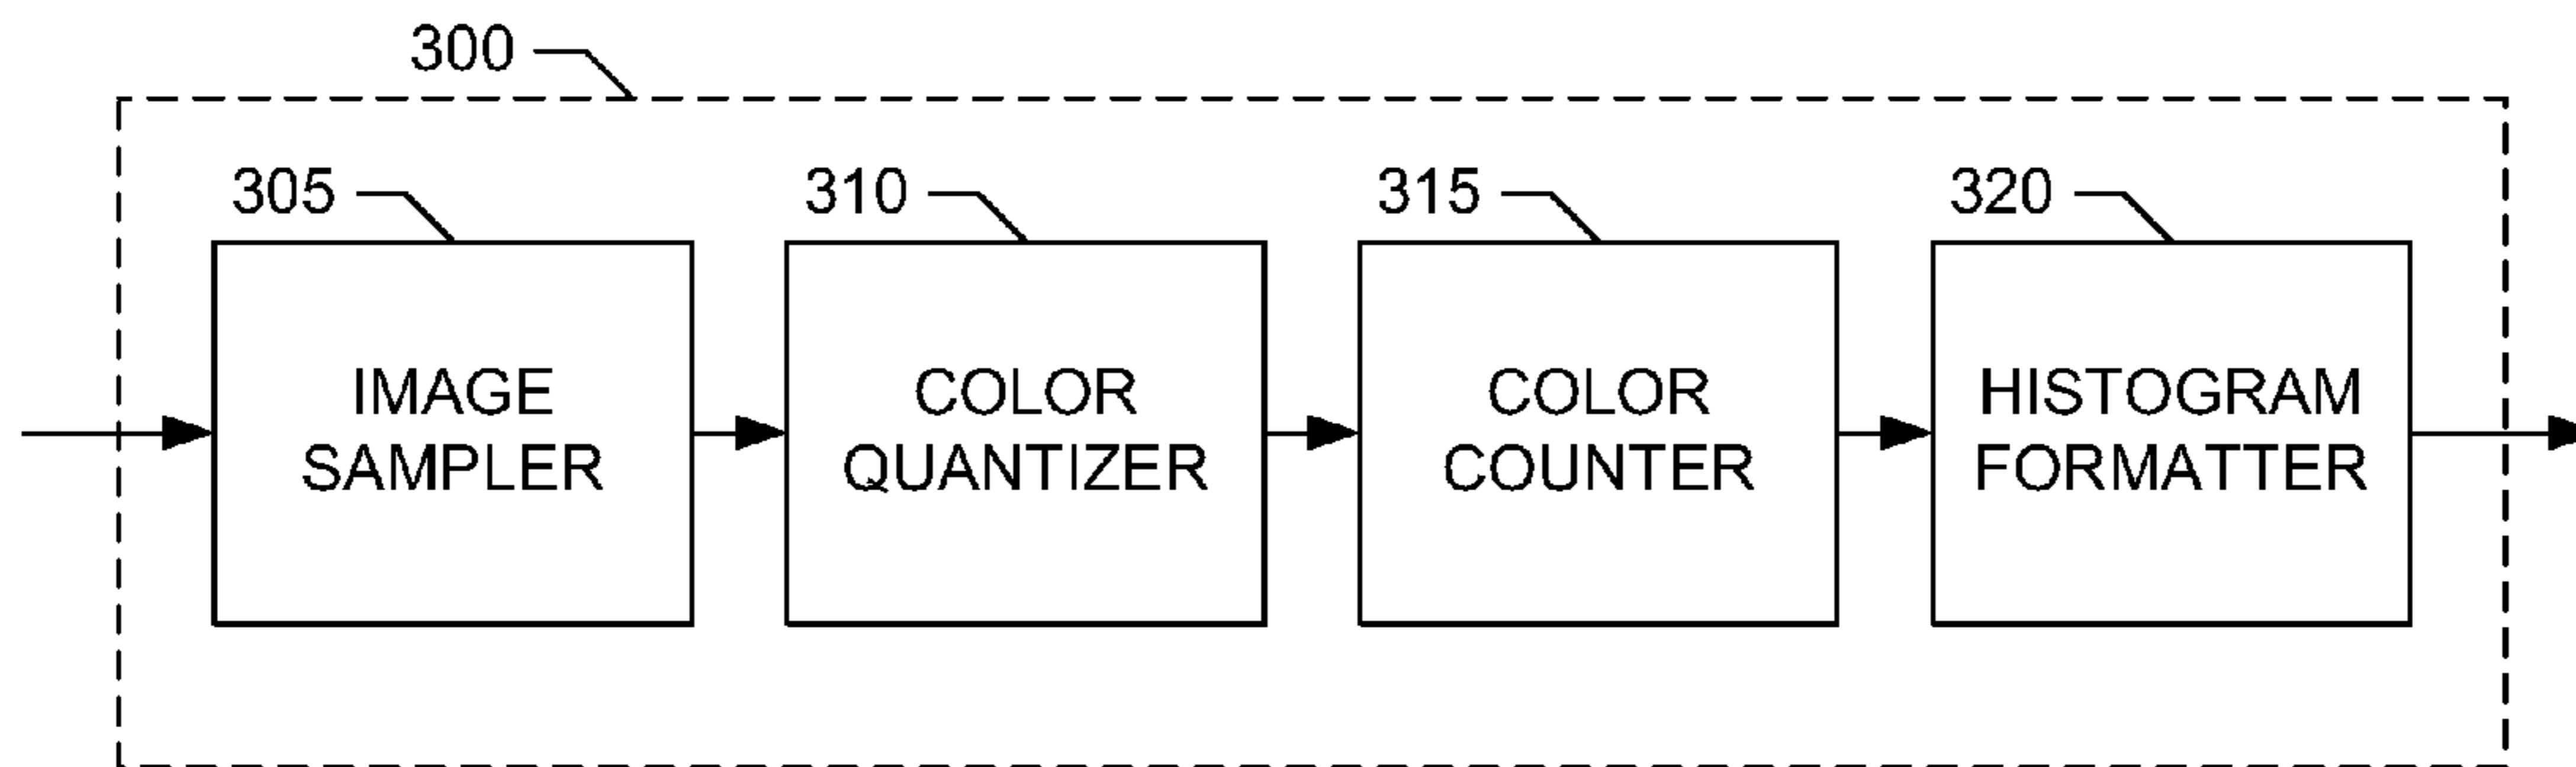 300
305
310
315
320
IMAGE
SAMPLER
COLOR
QUANTIZER
COLOR
COUNTER
HISTOGRAM
FORMATTER